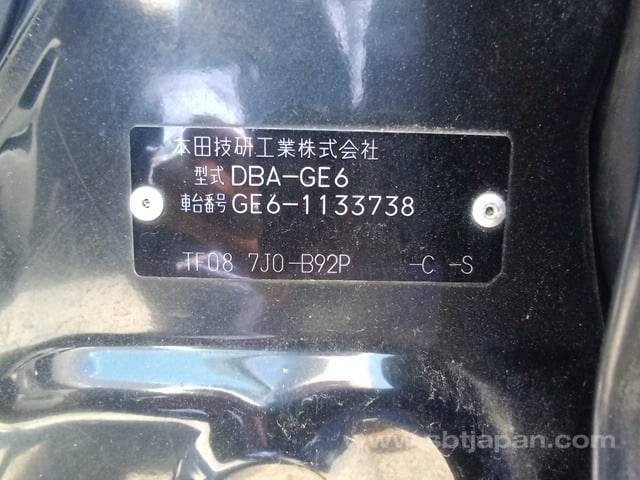 本田技研工業株式会社
型式 DBA-GE6
車台番号 GE6-1133738
TF08 7J0-B92P -C -S
www.sbtjapan.com